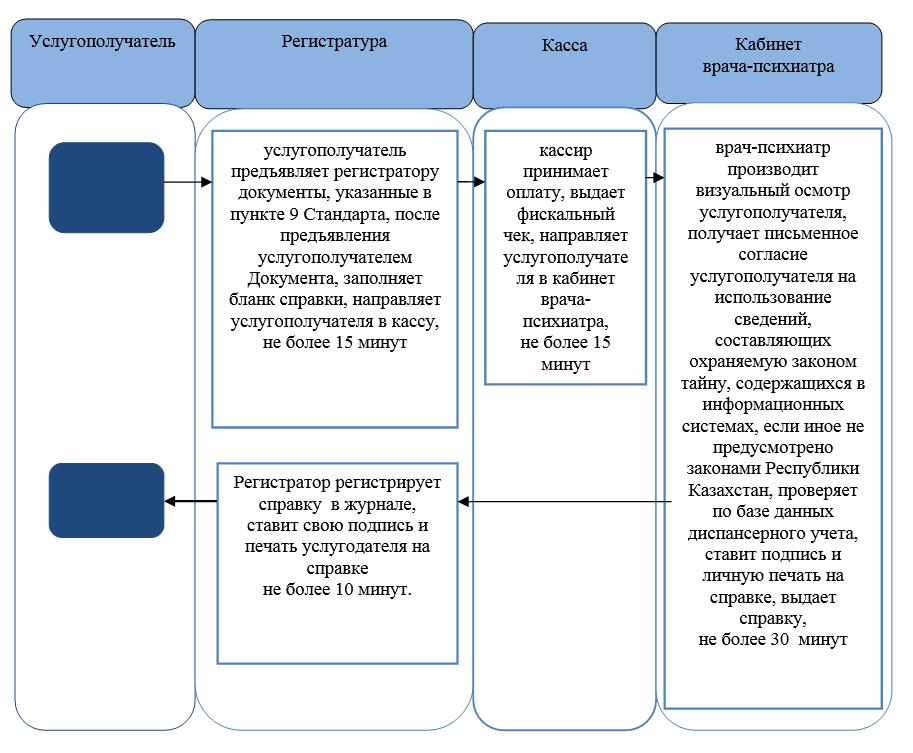 Услугополучатель
Регистратура
Касса
Кабинет
врача-психиатра
услугополучатель
предъявляет регистратору
документы, указанные в
пункте 9 Стандарта, после
предъявления
услугополучателем
Документа, заполняет
бланк справки, направляет
услугополучателя в кассу,
не более 15 минут
кассир
принимает
оплату, выдает
фискальный
чек, направляет
услугополучате
ля в кабинет
врача-
психиатра,
не более 15
минут
врач-психиатр
производит
визуальный осмотр
услугополучателя,
получает письменное
согласие
услугополучателя на
использование
сведений,
составляющих
охраняемую законом
тайну, содержащихся в
информационных
системах, если иное не
предусмотрено
законами Республики
Казахстан, проверяет
по базе данных
диспансерного учета,
ставит подпись и
личную печать на
справке, выдает
справку,
не более 30 минут
Регистратор регистрирует
справку в журнале,
ставит свою подпись и
печать услугодателя на
справке
не более 10 минут.